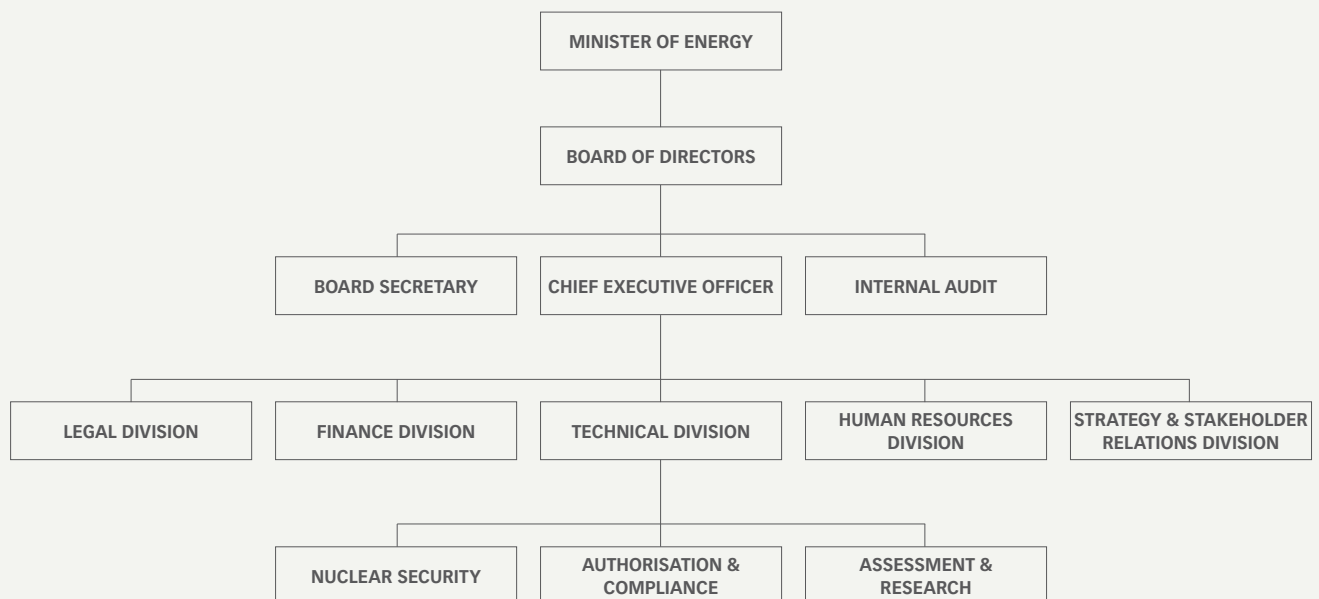 MINISTER OF ENERGY
BOARD OF DIRECTORS
BOARD SECRETARY
CHIEF EXECUTIVE OFFICER
INTERNAL AUDIT
LEGAL DIVISION
FINANCE DIVISION
TECHNICAL DIVISION
HUMAN RESOURCES
DIVISION
STRATEGY & STAKEHOLDER
RELATIONS DIVISION
NUCLEAR SECURITY
AUTHORISATION &
COMPLIANCE
ASSESSMENT &
RESEARCH